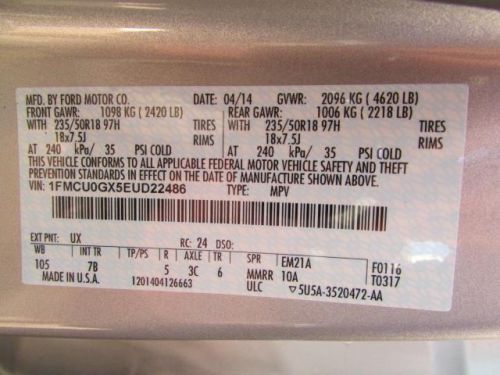 MFD. BY FORD MOTOR CO. DATE: 04/14 GVWR: 2096 KG ( 4620 LB)
FRONT GAWR: 1098 KG ( 2420 LB) REAR GAWR: 1006 KG ( 2218 LB)
WITH 235/50R18 97H TIRES WITH 235/50R18 97H TIRES
18x7.5J RIMS 18x7.5J RIMS
AT 240 kPa/ 35 PSI COLD AT 240 kPa/ 35 PSI COLD
THIS VEHICLE CONFORMS TO ALL APPLICABLE FEDERAL MOTOR VEHICLE SAFETY AND THEFT
PREVENTION STANDARDS IN EFFECT ON THE DATE OF MANUFACTURE SHOWN ABOVE.
VIN: 1FMCU0GX5EUD22486 TYPE: MPV
EXT PNT: UX RC: 24 DSO:
WB INT TR TP/PS R AXLE TR SPR EM21A F0116
105 7B 5 3C 6 MMRR 10A T0317
MADE IN U.S.A. 1201404126663 ULC 5U5A-3520472-AA